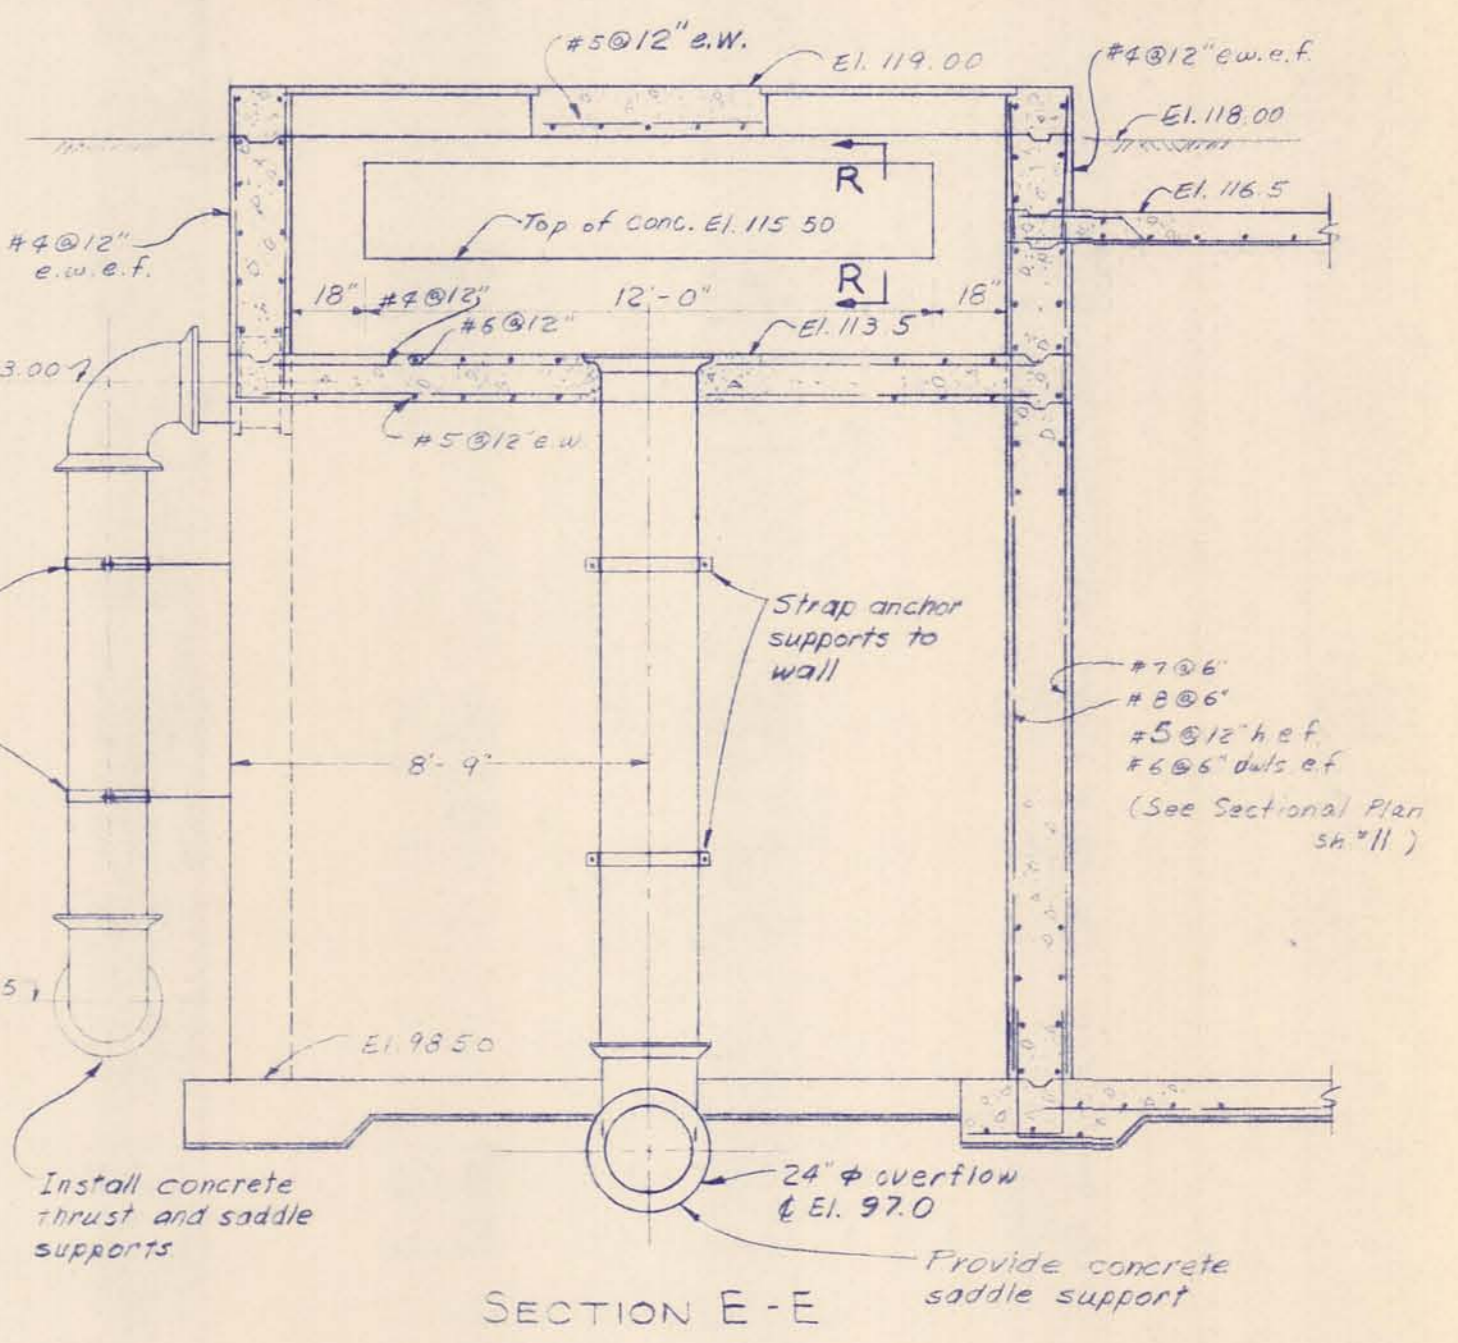 #5@12" e.w.
El. 119.00
#4@12" e.w.e.f.
El. 118.00
R
El. 116.5
Top of conc. El. 115 50
#4@12"
e.w.e.f.
R
18"
#4@12"
12'-0"
18"
#6@12"
El. 113.5
3.00
#5@12" e.w.
Strap anchor
supports to
wall
#7@6"
#8@6"
#5@12" h.e.f.
#6@6" dwls. e.f.
(See Sectional Plan
sh. #11)
8'-9"
5
El. 98 50
Install concrete
thrust and saddle
supports
24" ϕ overflow
℄ El. 97.0
Provide concrete
saddle support
SECTION E-E